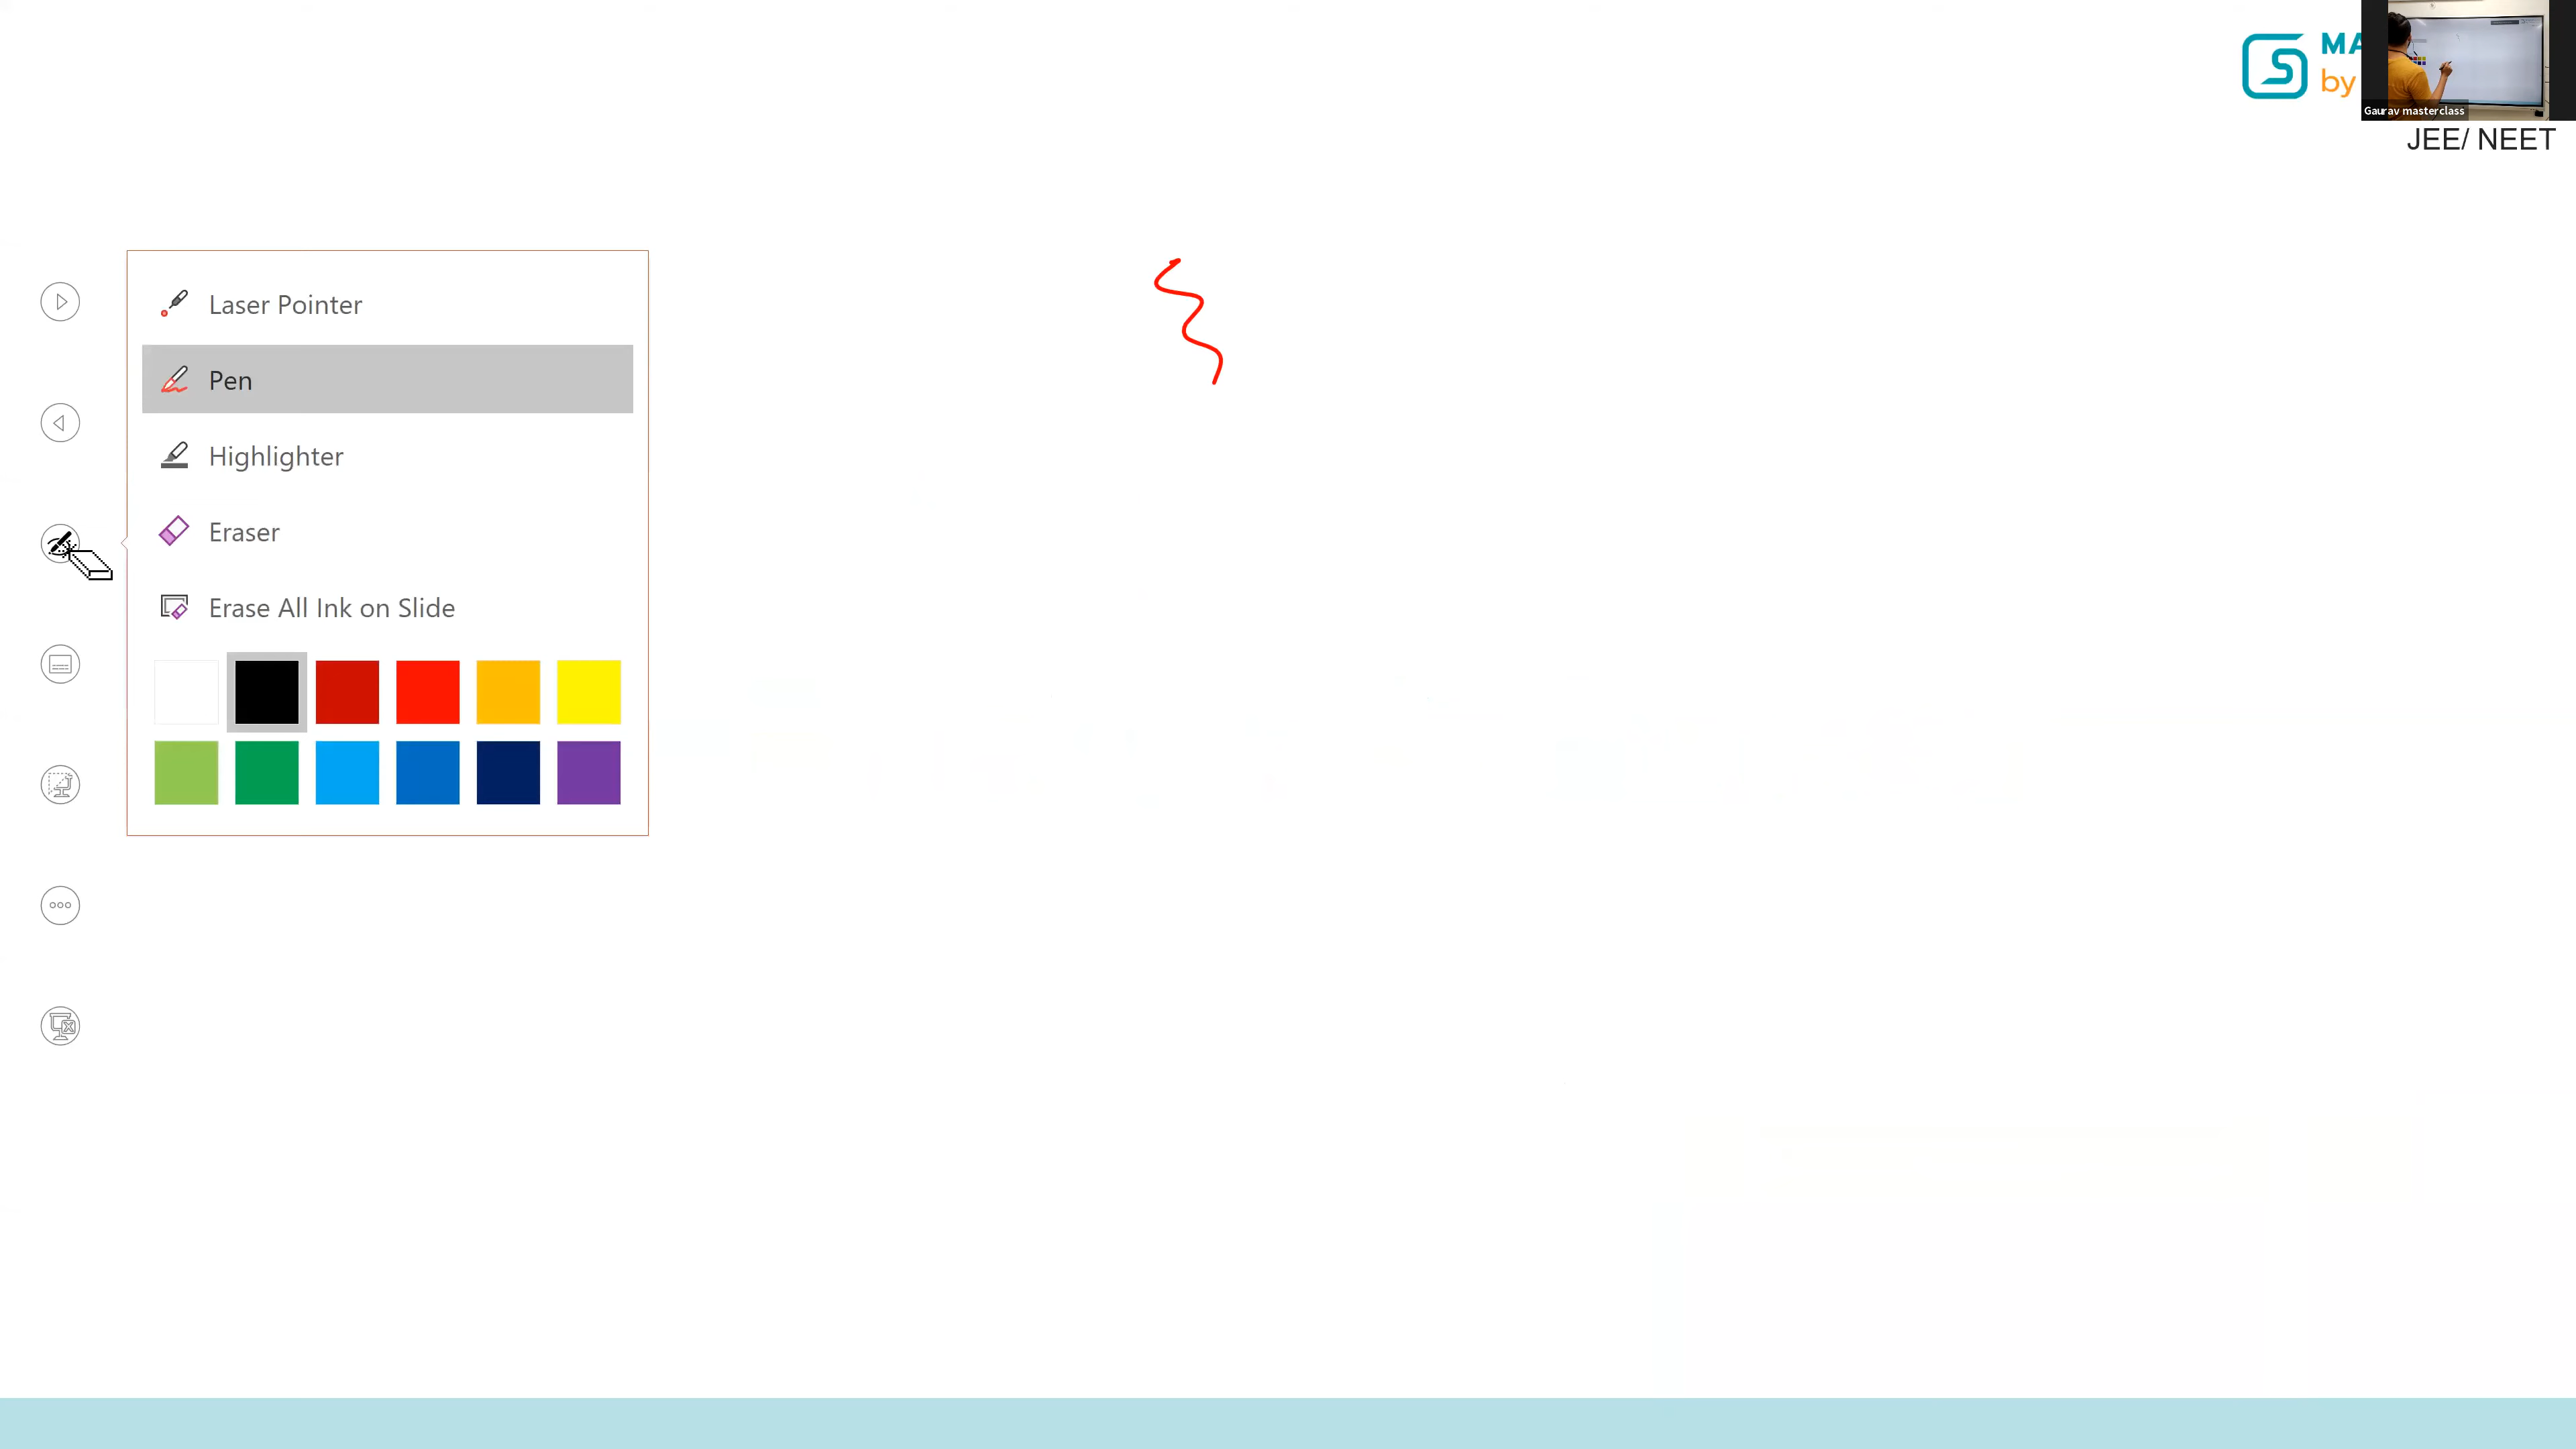 MA
by
Gaurav masterclass
JEE/ NEET
Laser Pointer
Pen
Highlighter
Eraser
Erase All Ink on Slide